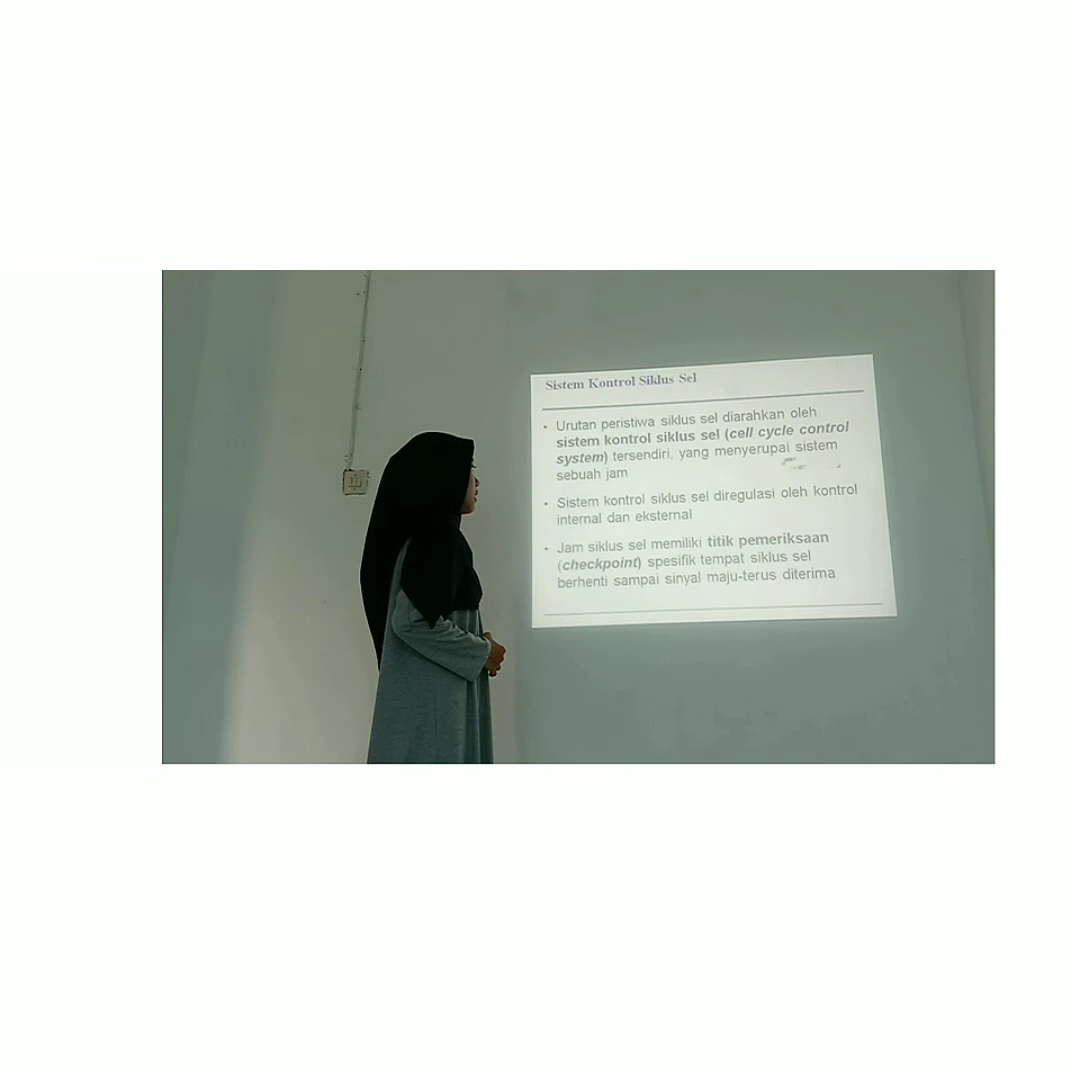 Sistem Kontrol Siklus Sel
• Urutan peristiwa siklus sel diarahkan oleh
sistem kontrol siklus sel (cell cycle control
system) tersendiri, yang menyerupai sistem
sebuah jam
• Sistem kontrol siklus sel diregulasi oleh kontrol
internal dan eksternal
• Jam siklus sel memiliki titik pemeriksaan
(checkpoint) spesifik tempat siklus sel
berhenti sampai sinyal maju-terus diterima